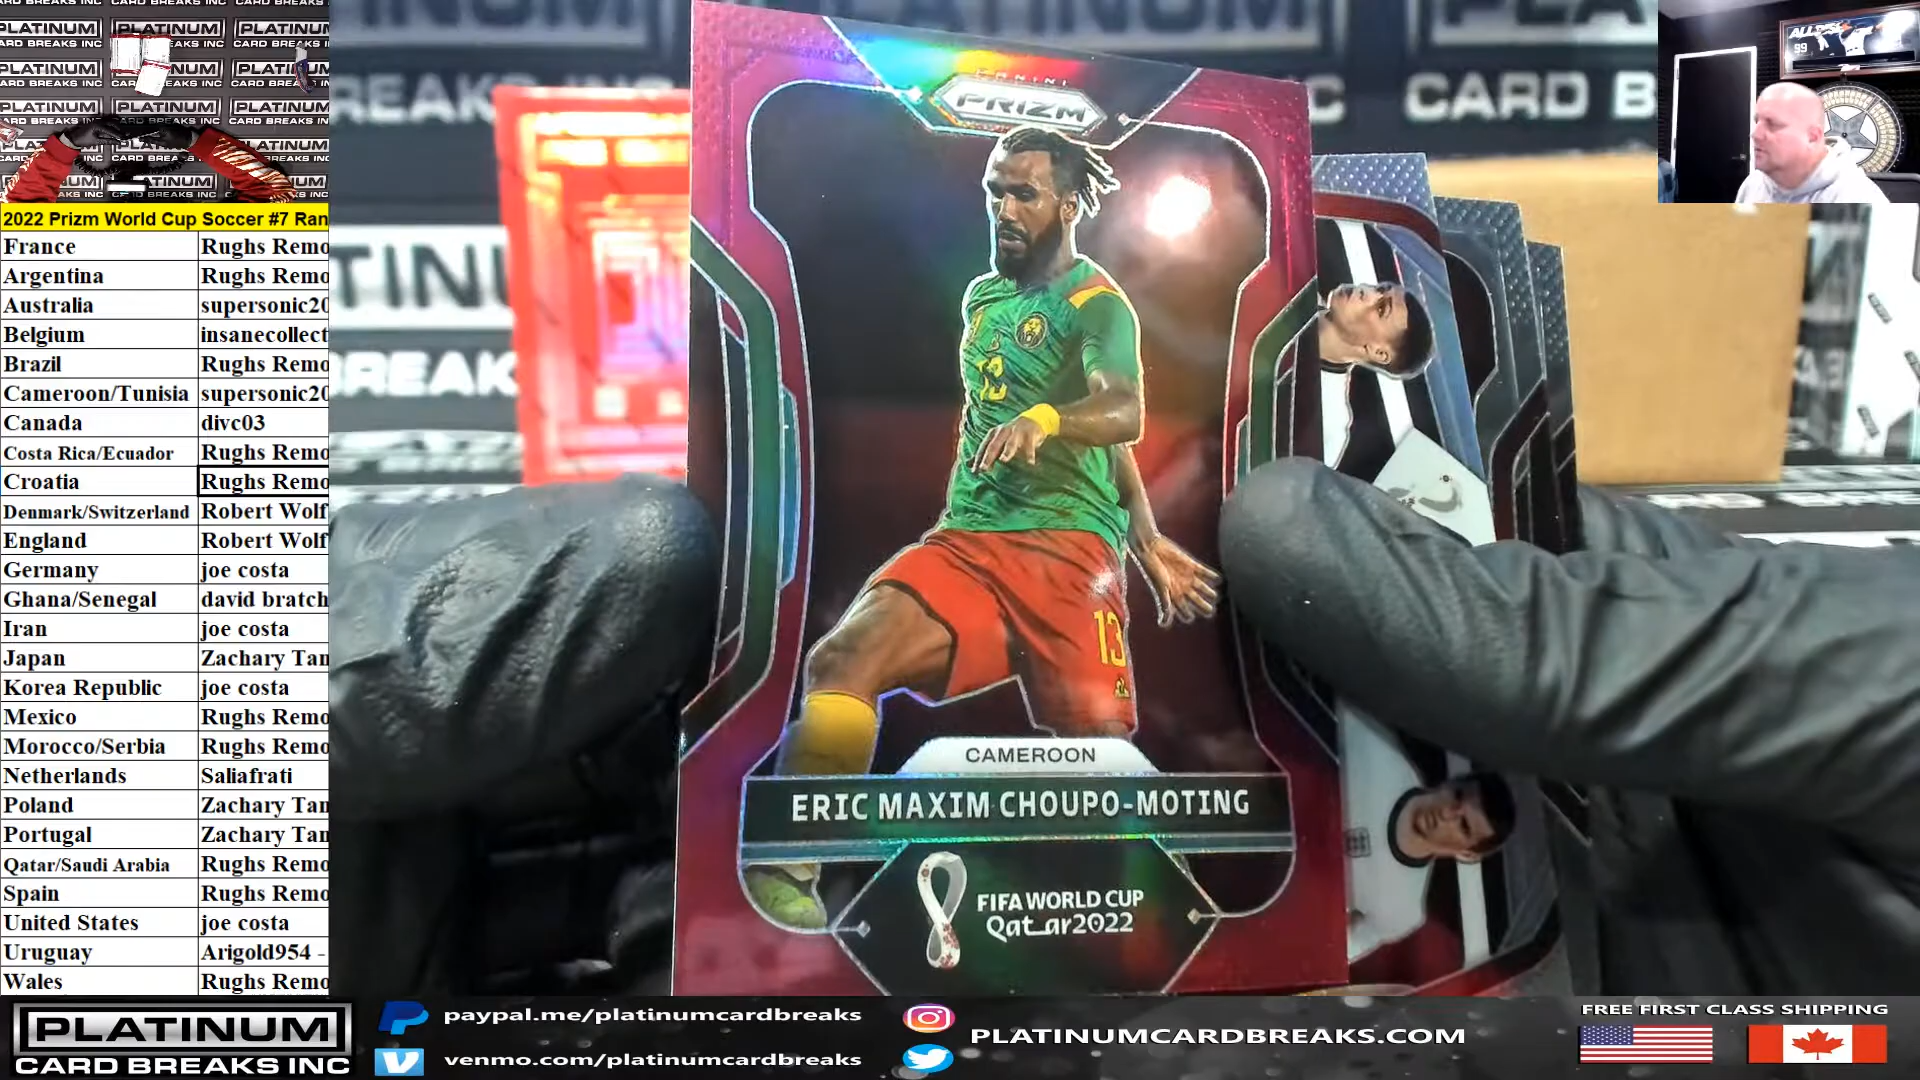 2022 Prizm World Cup Soccer #7 Ran
France Rughs Remo
Argentina Rughs Remo
Australia supersonic20
Belgium insanecollect
Brazil Rughs Remo
Cameroon/Tunisia supersonic20
Canada divc03
Costa Rica/Ecuador Rughs Remo
Croatia Rughs Remo
Denmark/Switzerland Robert Wolf
England Robert Wolf
Germany joe costa
Ghana/Senegal david bratch
Iran joe costa
Japan Zachary Tan
Korea Republic joe costa
Mexico Rughs Remo
Morocco/Serbia Rughs Remo
Netherlands Saliafrati
Poland Zachary Tan
Portugal Zachary Tan
Qatar/Saudi Arabia Rughs Remo
Spain Rughs Remo
United States joe costa
Uruguay Arigold954 -
Wales Rughs Remo
PANINI
PRIZM
13
13
CAMEROON
ERIC MAXIM CHOUPO-MOTING
FIFA WORLD CUP
Qatar2022
CARD B
BREAK
99
PLATINUM
CARD BREAKS INC
paypal.me/platinumcardbreaks
venmo.com/platinumcardbreaks
PLATINUMCARDBREAKS.COM
FREE FIRST CLASS SHIPPING